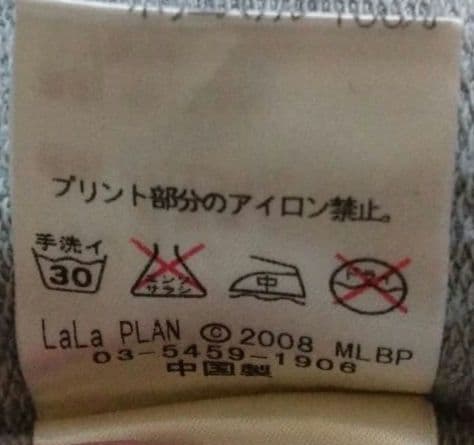 プリント部分のアイロン禁止。
手洗イ
30
エンソ
サラシ
中
ドライ
LaLa PLAN © 2008 MLBP
03-5459-1906
中国製